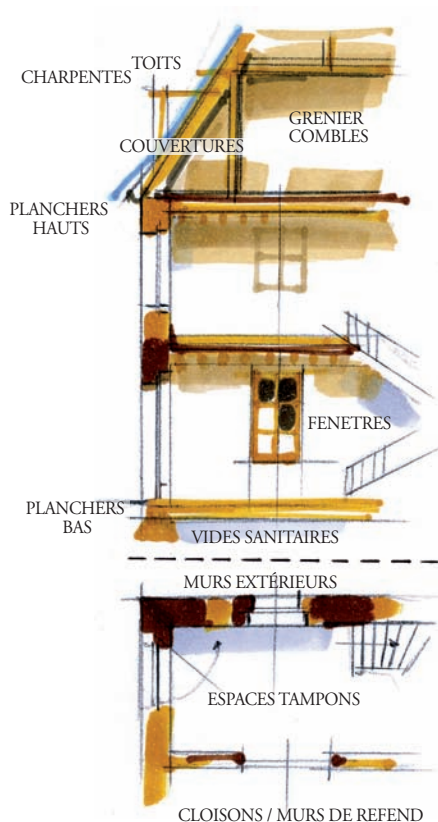 TOITS
CHARPENTES
GRENIER
COMBLES
COUVERTURES
PLANCHERS
HAUTS
FENETRES
PLANCHERS
BAS
VIDES SANITAIRES
MURS EXTÉRIEURS
ESPACES TAMPONS
CLOISONS / MURS DE REFEND